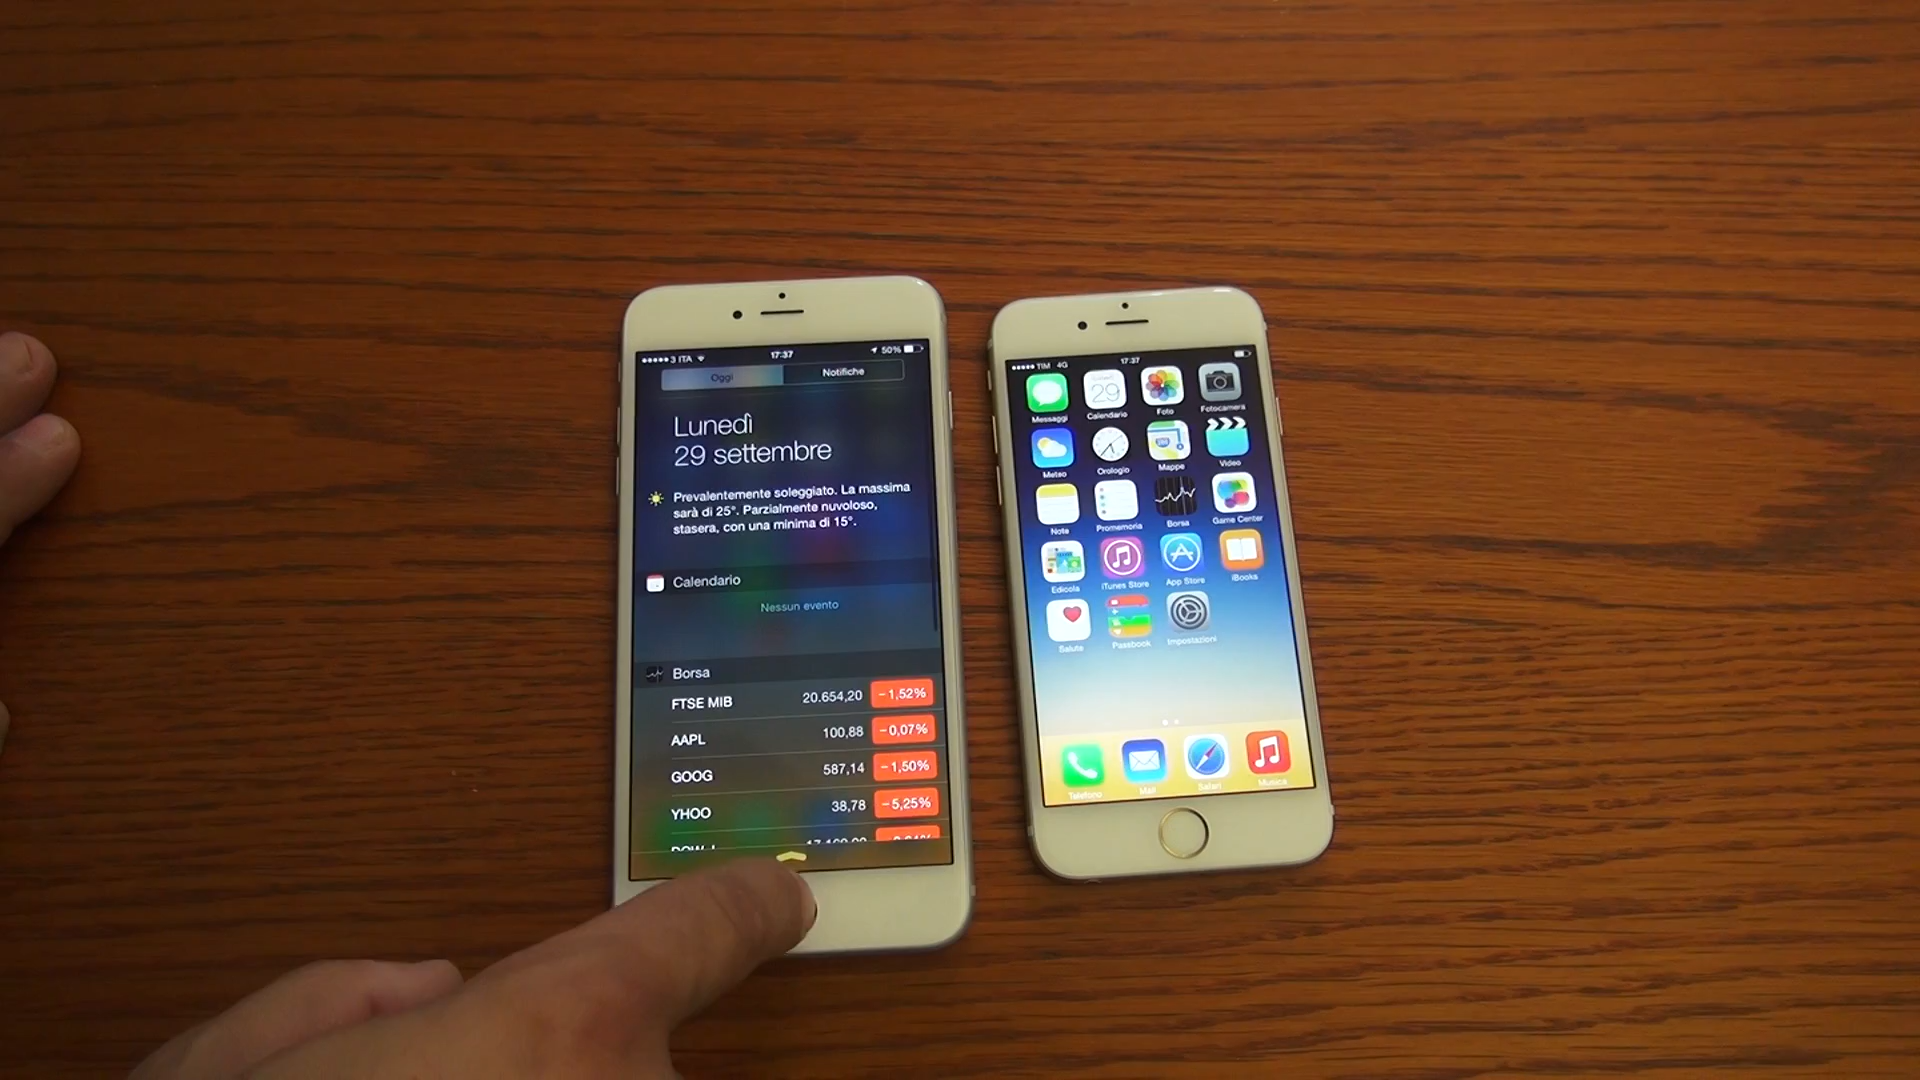 3 ITA 17:37 50%
Oggi Notifiche
Lunedì
29 settembre
Prevalentemente soleggiato. La massima
sarà di 25°. Parzialmente nuvoloso,
stasera, con una minima di 15°.
Calendario
Nessun evento
Borsa
FTSE MIB 20.654,20 −1,52%
AAPL 100,88 −0,07%
GOOG 587,14 −1,50%
YHOO 38,78 −5,25%
TIM 4G 17:37
29
Messaggi Calendario Foto Fotocamera
Meteo Orologio Mappe Video
Note Promemoria Borsa Game Center
Edicola iTunes Store App Store iBooks
Salute Passbook Impostazioni
Telefono Mail Safari Musica